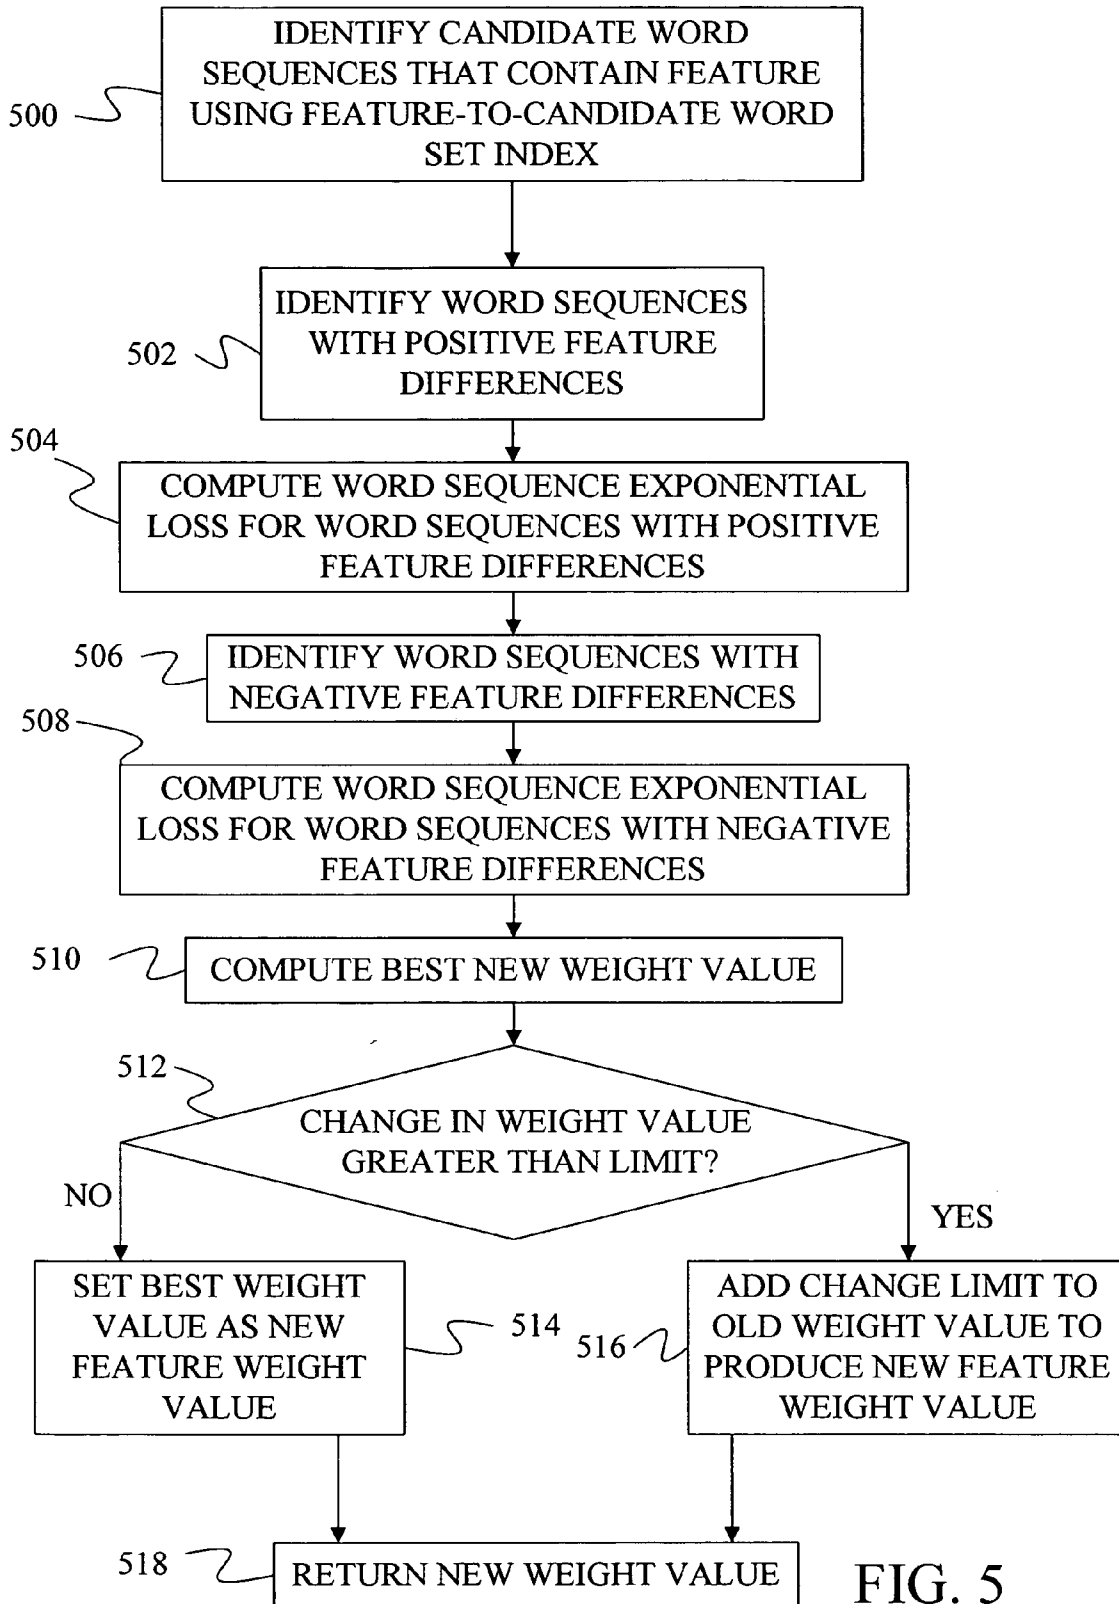 IDENTIFY CANDIDATE WORD
SEQUENCES THAT CONTAIN FEATURE
USING FEATURE-TO-CANDIDATE WORD
SET INDEX
500
IDENTIFY WORD SEQUENCES
WITH POSITIVE FEATURE
DIFFERENCES
502
504
COMPUTE WORD SEQUENCE EXPONENTIAL
LOSS FOR WORD SEQUENCES WITH POSITIVE
FEATURE DIFFERENCES
506
IDENTIFY WORD SEQUENCES WITH
NEGATIVE FEATURE DIFFERENCES
508
COMPUTE WORD SEQUENCE EXPONENTIAL
LOSS FOR WORD SEQUENCES WITH NEGATIVE
FEATURE DIFFERENCES
510
COMPUTE BEST NEW WEIGHT VALUE
512
CHANGE IN WEIGHT VALUE
GREATER THAN LIMIT?
NO
YES
SET BEST WEIGHT
VALUE AS NEW
FEATURE WEIGHT
VALUE
514
516
ADD CHANGE LIMIT TO
OLD WEIGHT VALUE TO
PRODUCE NEW FEATURE
WEIGHT VALUE
518
RETURN NEW WEIGHT VALUE
FIG. 5